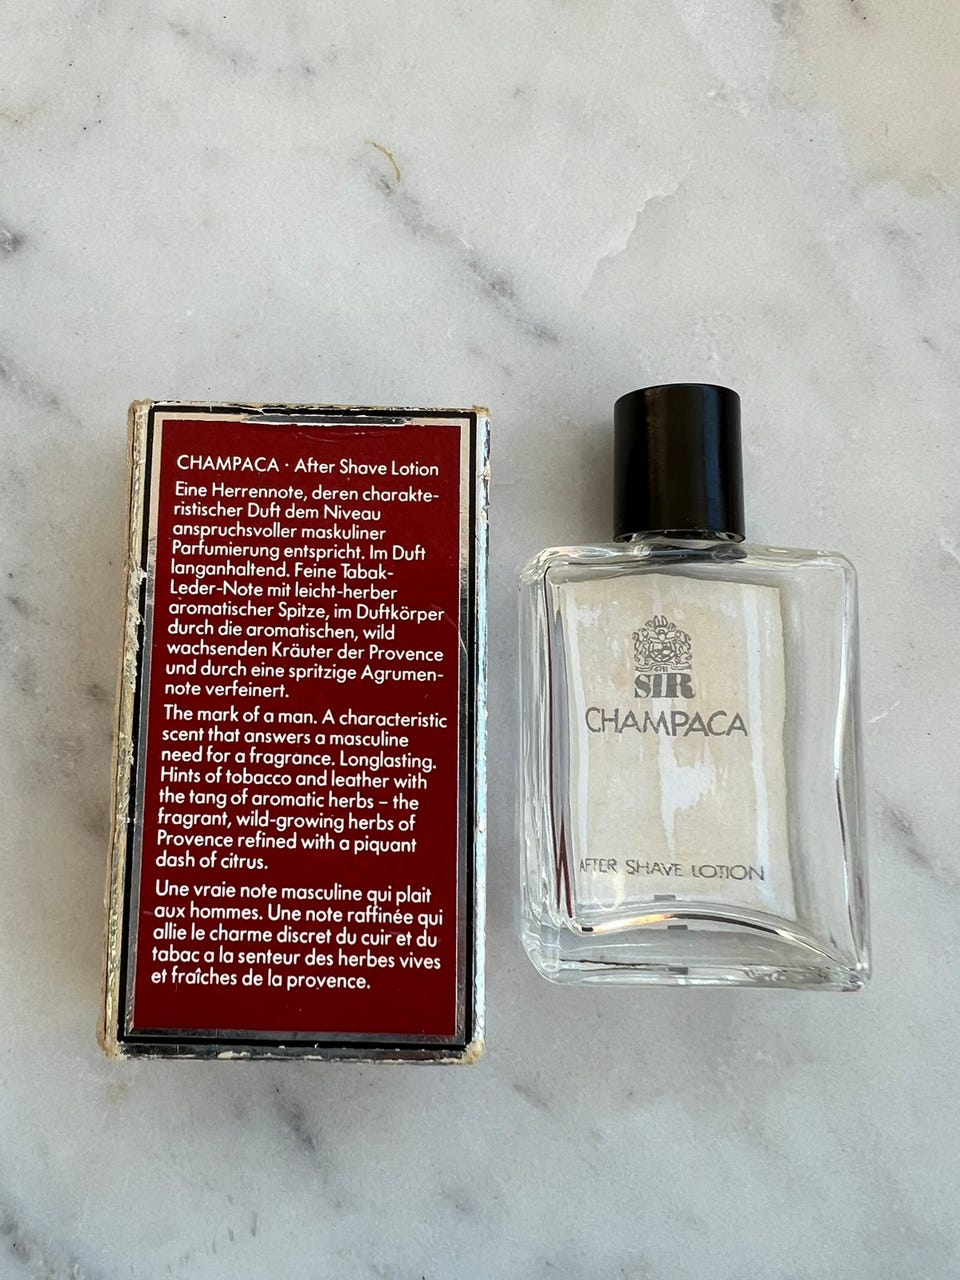 CHAMPACA · After Shave Lotion
Eine Herrennote, deren charakte-
ristischer Duft dem Niveau
anspruchsvoller maskuliner
Parfumierung entspricht. Im Duft
langanhaltend. Feine Tabak-
Leder-Note mit leicht-herber
aromatischer Spitze, im Duftkörper
durch die aromatischen, wild
wachsenden Kräuter der Provence
und durch eine spritzige Agrumen-
note verfeinert.
The mark of a man. A characteristic
scent that answers a masculine
need for a fragrance. Longlasting.
Hints of tobacco and leather with
the tang of aromatic herbs – the
fragrant, wild-growing herbs of
Provence refined with a piquant
dash of citrus.
Une vraie note masculine qui plait
aux hommes. Une note raffinée qui
allie le charme discret du cuir et du
tabac a la senteur des herbes vives
et fraîches de la provence.
SIR
CHAMPACA
AFTER SHAVE LOTION